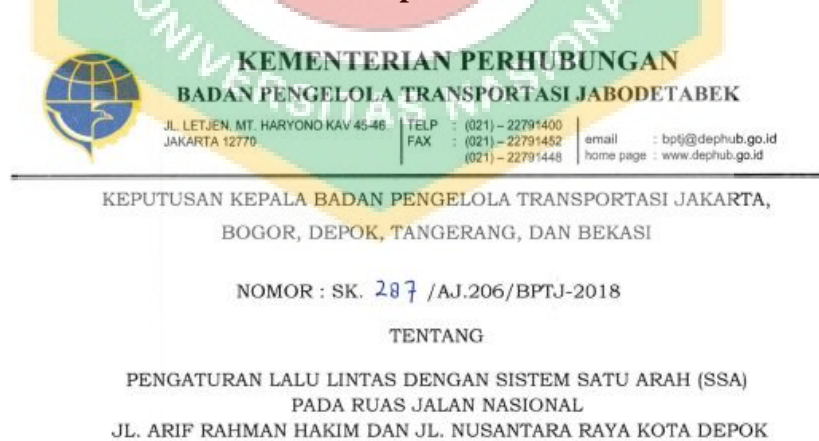 KEMENTERIAN PERHUBUNGAN
BADAN PENGELOLA TRANSPORTASI JABODETABEK
JL. LETJEN. MT. HARYONO KAV 45-46
JAKARTA 12770
TELP : (021) – 22791400
FAX : (021) – 22791452
(021) – 22791448
email : bptj@dephub.go.id
home page : www.dephub.go.id
UNIVERSITAS NASIONAL
KEPUTUSAN KEPALA BADAN PENGELOLA TRANSPORTASI JAKARTA,
BOGOR, DEPOK, TANGERANG, DAN BEKASI
NOMOR : SK. 287 /AJ.206/BPTJ-2018
TENTANG
PENGATURAN LALU LINTAS DENGAN SISTEM SATU ARAH (SSA)
PADA RUAS JALAN NASIONAL
JL. ARIF RAHMAN HAKIM DAN JL. NUSANTARA RAYA KOTA DEPOK